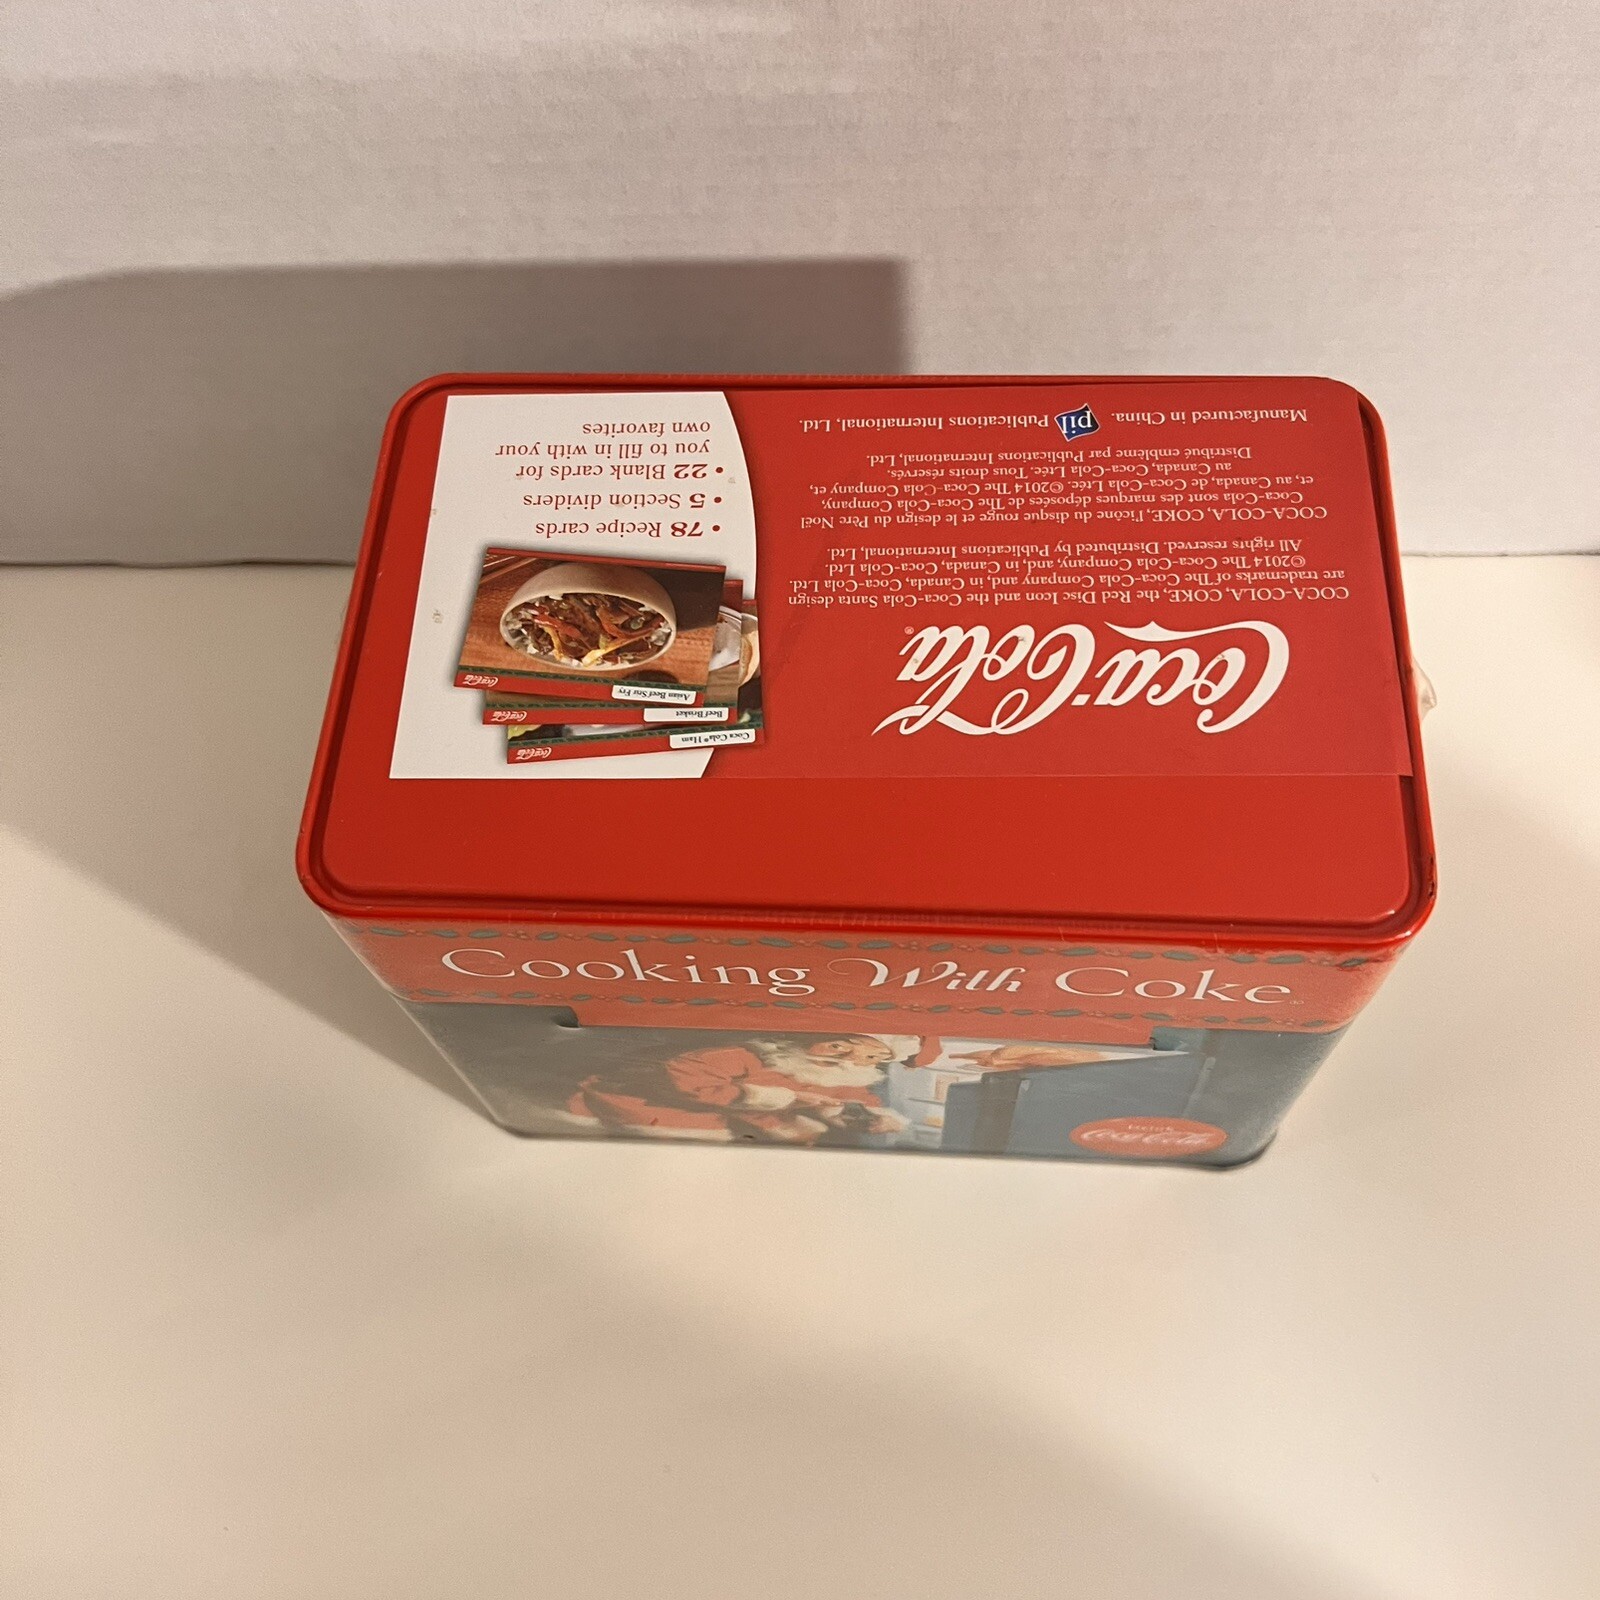 Coca-Cola®
COCA-COLA, COKE, the Red Disc Icon and the Coca-Cola Santa design
are trademarks of The Coca-Cola Company and, in Canada, Coca-Cola Ltd.
©2014 The Coca-Cola Company, and, in Canada, Coca-Cola Ltd.
All rights reserved. Distributed by Publications International, Ltd.
COCA-COLA, COKE, l'icône du disque rouge et le design du Père Noël
Coca-Cola sont des marques déposées de The Coca-Cola Company,
et, au Canada, de Coca-Cola Ltée. ©2014 The Coca-Cola Company et,
au Canada, Coca-Cola Ltée. Tous droits réservés.
Distribué emblème par Publications International, Ltd.
Manufactured in China. pil Publications International, Ltd.
Coca-Cola® Ham
Coca-Cola
Beef Brisket
Coca-Cola
Asian Beef Stir Fry
Coca-Cola
• 78 Recipe cards
• 5 Section dividers
• 22 Blank cards for
you to fill in with your
own favorites
Cooking With Coke®
DRINK
Coca-Cola